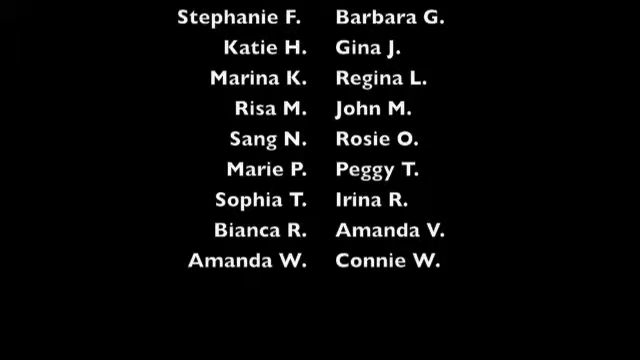 Stephanie F. Barbara G.
Katie H. Gina J.
Marina K. Regina L.
Risa M. John M.
Sang N. Rosie O.
Marie P. Peggy T.
Sophia T. Irina R.
Bianca R. Amanda V.
Amanda W. Connie W.